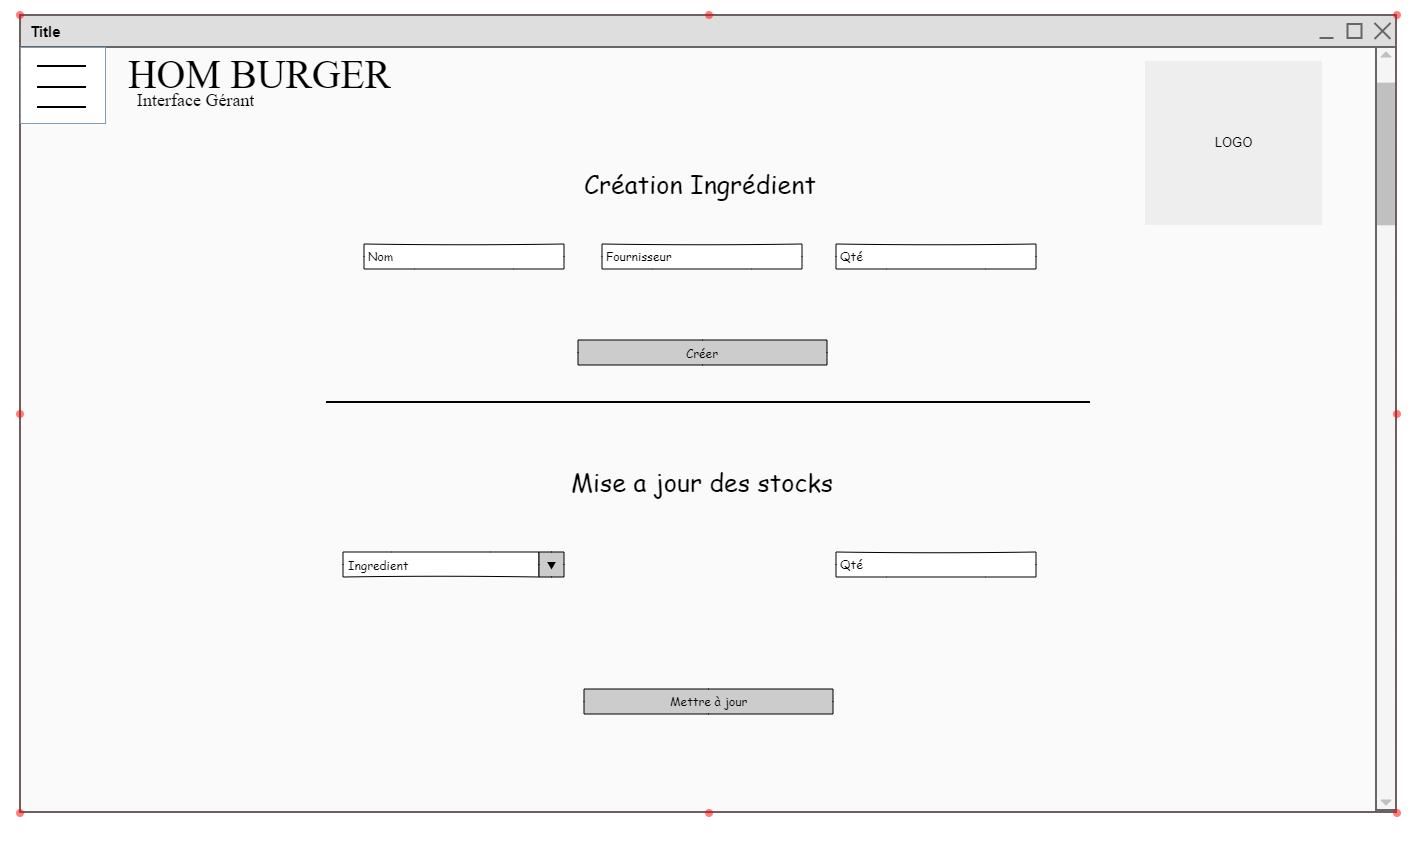 Title
HOM BURGER
Interface Gérant
LOGO
Création Ingrédient
Nom
Fournisseur
Qté
Créer
Mise a jour des stocks
Ingredient
Qté
Mettre à jour